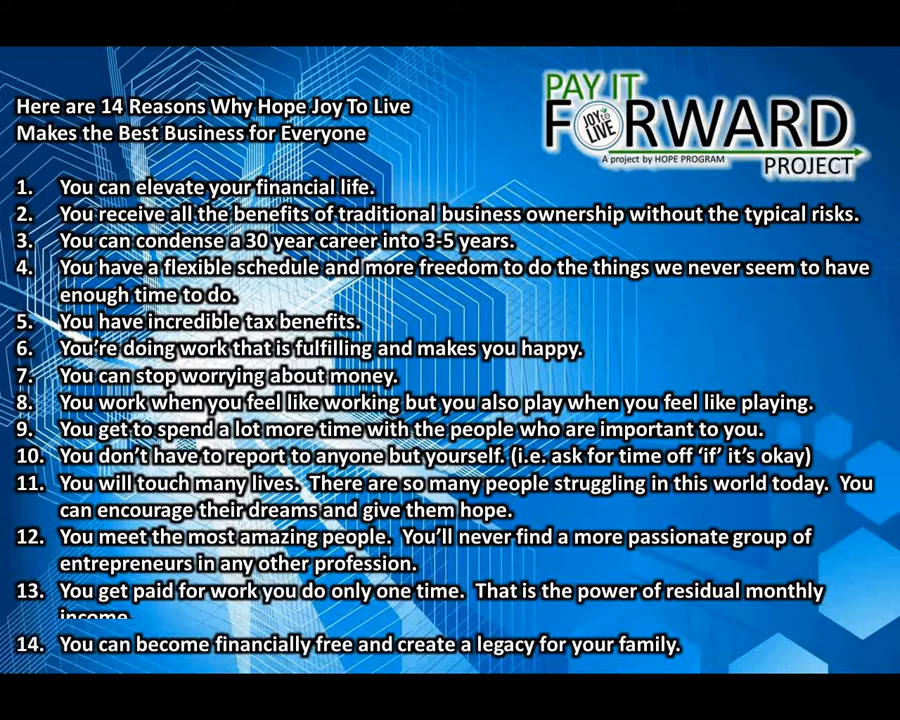 PAY IT
FORWARD
JOY to LIVE
A project by HOPE PROGRAM
PROJECT
Here are 14 Reasons Why Hope Joy To Live
Makes the Best Business for Everyone
1. You can elevate your financial life.
2. You receive all the benefits of traditional business ownership without the typical risks.
3. You can condense a 30 year career into 3-5 years.
4. You have a flexible schedule and more freedom to do the things we never seem to have
enough time to do.
5. You have incredible tax benefits.
6. You’re doing work that is fulfilling and makes you happy.
7. You can stop worrying about money.
8. You work when you feel like working but you also play when you feel like playing.
9. You get to spend a lot more time with the people who are important to you.
10. You don’t have to report to anyone but yourself. (i.e. ask for time off ‘if’ it’s okay)
11. You will touch many lives. There are so many people struggling in this world today. You
can encourage their dreams and give them hope.
12. You meet the most amazing people. You’ll never find a more passionate group of
entrepreneurs in any other profession.
13. You get paid for work you do only one time. That is the power of residual monthly
income.
14. You can become financially free and create a legacy for your family.